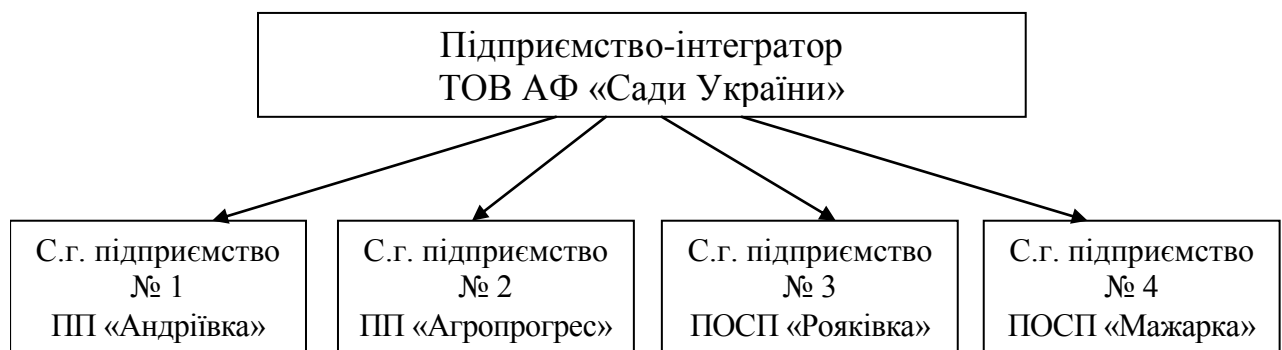 Підприємство-інтегратор
ТОВ АФ «Сади України»
С.г. підприємство
№ 1
ПП «Андріївка»
С.г. підприємство
№ 2
ПП «Агропрогрес»
С.г. підприємство
№ 3
ПОСП «Рояківка»
С.г. підприємство
№ 4
ПОСП «Мажарка»